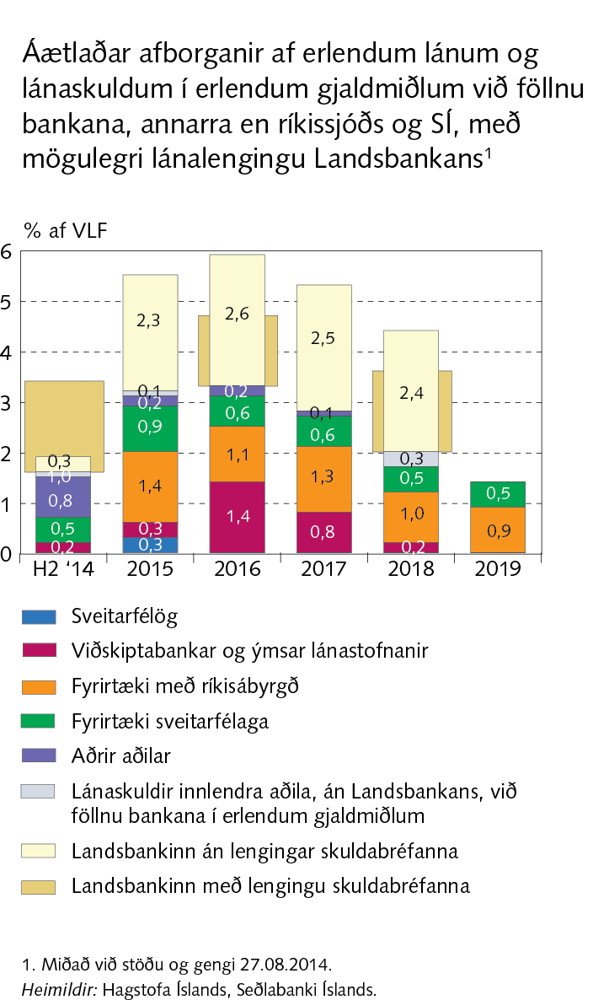 Áætlaðar afborganir af erlendum lánum og
lánaskuldum í erlendum gjaldmiðlum við föllnu
bankana, annarra en ríkissjóðs og SÍ, með
mögulegri lánalengingu Landsbankans¹
% af VLF
6
5
4
3
2
1
0
0,3
1,0
0,8
0,5
0,2
2,3
0,1
0,2
0,9
1,4
0,3
0,3
2,6
0,2
0,6
1,1
1,4
2,5
0,1
0,6
1,3
0,8
2,4
0,3
0,5
1,0
0,2
0,5
0,9
H2 ‘14 2015 2016 2017 2018 2019
Sveitarfélög
Viðskiptabankar og ýmsar lánastofnanir
Fyrirtæki með ríkisábyrgð
Fyrirtæki sveitarfélaga
Aðrir aðilar
Lánaskuldir innlendra aðila, án Landsbankans, við
föllnu bankana í erlendum gjaldmiðlum
Landsbankinn án lengingar skuldabréfanna
Landsbankinn með lengingu skuldabréfanna
1. Miðað við stöðu og gengi 27.08.2014.
Heimildir: Hagstofa Íslands, Seðlabanki Íslands.